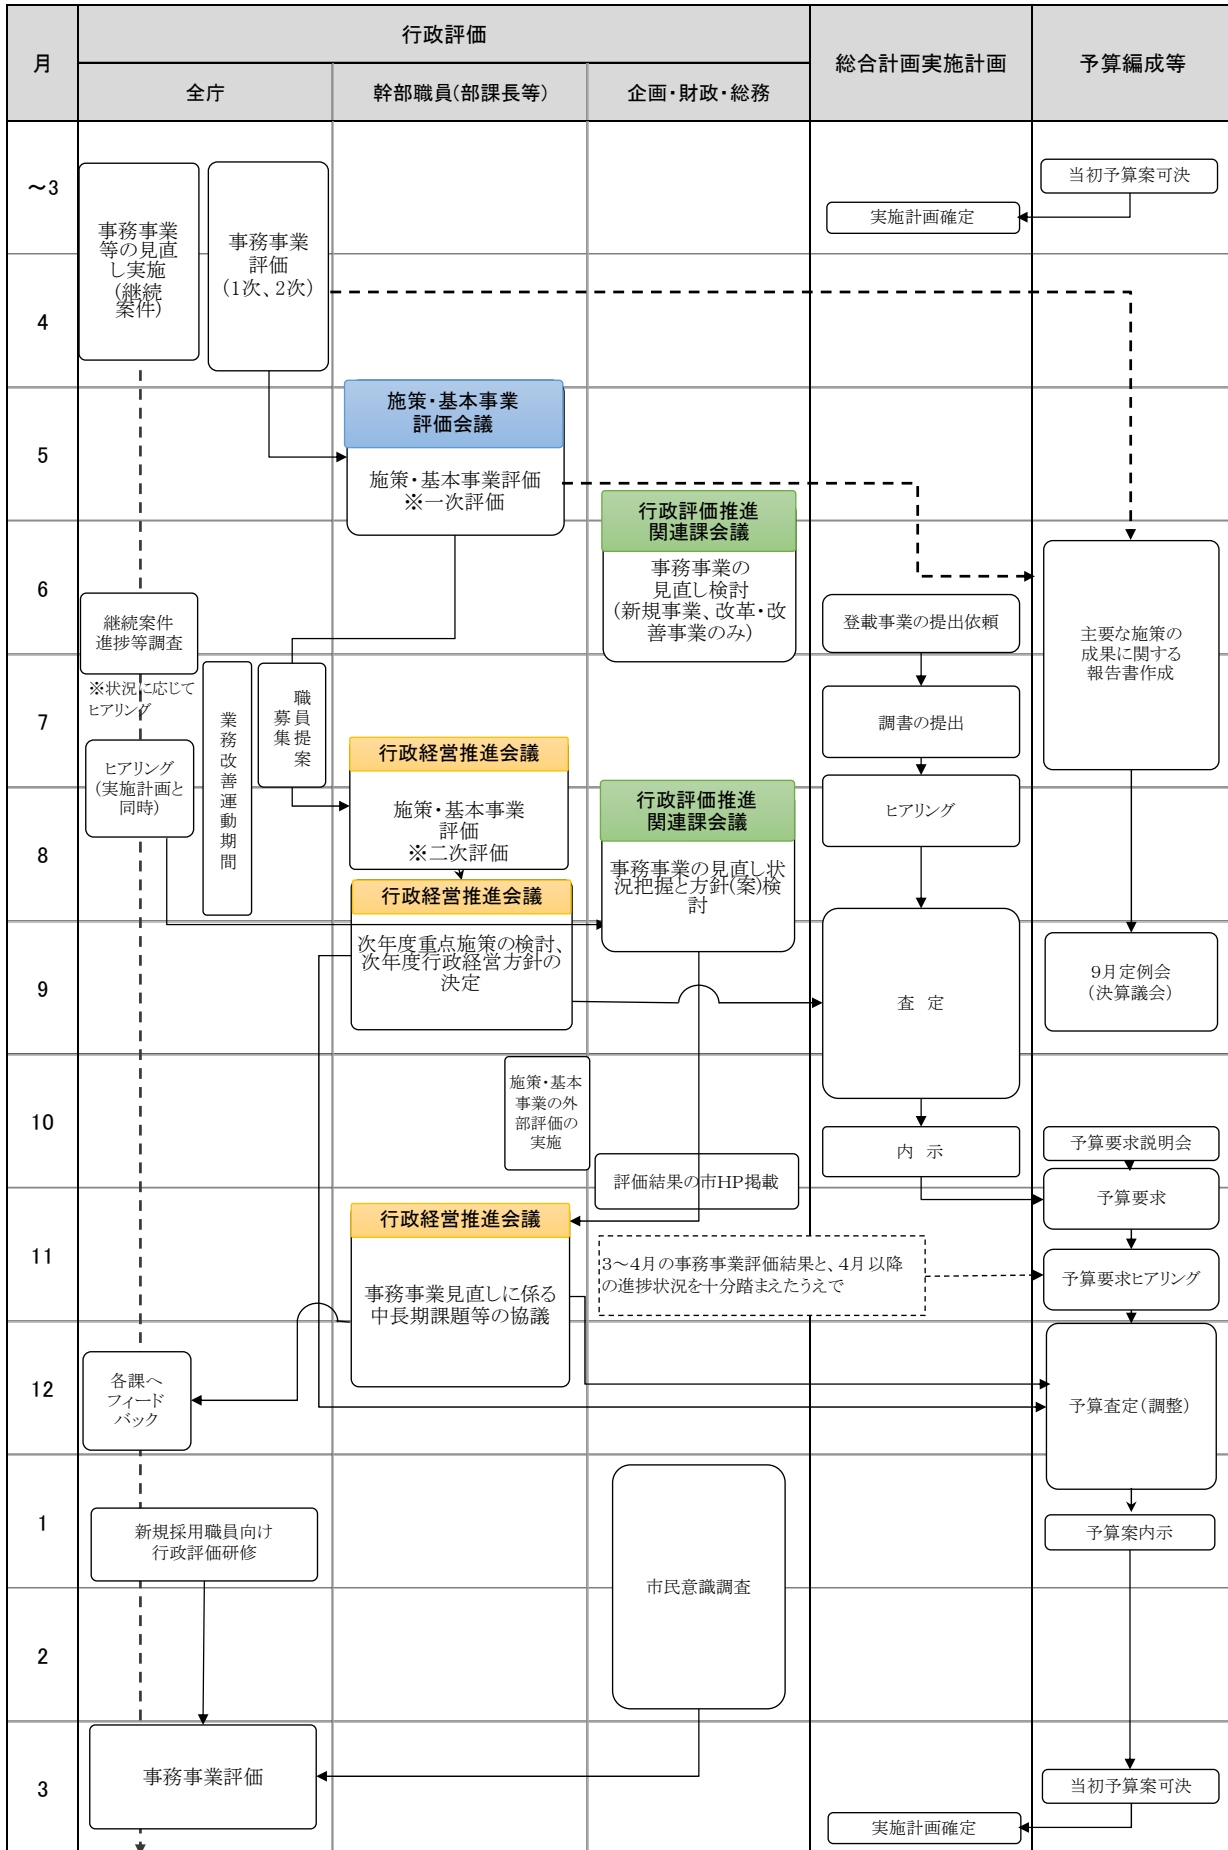 月
行政評価
総合計画実施計画
予算編成等
全庁
幹部職員(部課長等)
企画・財政・総務
～3
事務事業
等の見直
し実施
(継続
案件)
事務事業
評価
(1次、2次)
当初予算案可決
実施計画確定
4
5
施策・基本事業
評価会議
施策・基本事業評価
※一次評価
行政評価推進
関連課会議
事務事業の
見直し検討
(新規事業、改革・改
善事業のみ)
6
継続案件
進捗等調査
※状況に応じて
ヒアリング
登載事業の提出依頼
主要な施策の
成果に関する
報告書作成
7
業務改善運動期間
職員提案
募集
調書の提出
ヒアリング
(実施計画と
同時)
行政経営推進会議
施策・基本事業
評価
※二次評価
行政評価推進
関連課会議
事務事業の見直し状
況把握と方針(案)検
討
ヒアリング
8
行政経営推進会議
次年度重点施策の検討、
次年度行政経営方針の
決定
9
査 定
9月定例会
(決算議会)
10
施策・基本
事業の外
部評価の
実施
内 示
予算要求説明会
評価結果の市HP掲載
予算要求
11
行政経営推進会議
事務事業見直しに係る
中長期課題等の協議
3～4月の事務事業評価結果と、4月以降
の進捗状況を十分踏まえたうえで
予算要求ヒアリング
12
各課へ
フィード
バック
予算査定(調整)
1
新規採用職員向け
行政評価研修
市民意識調査
予算案内示
2
3
事務事業評価
当初予算案可決
実施計画確定